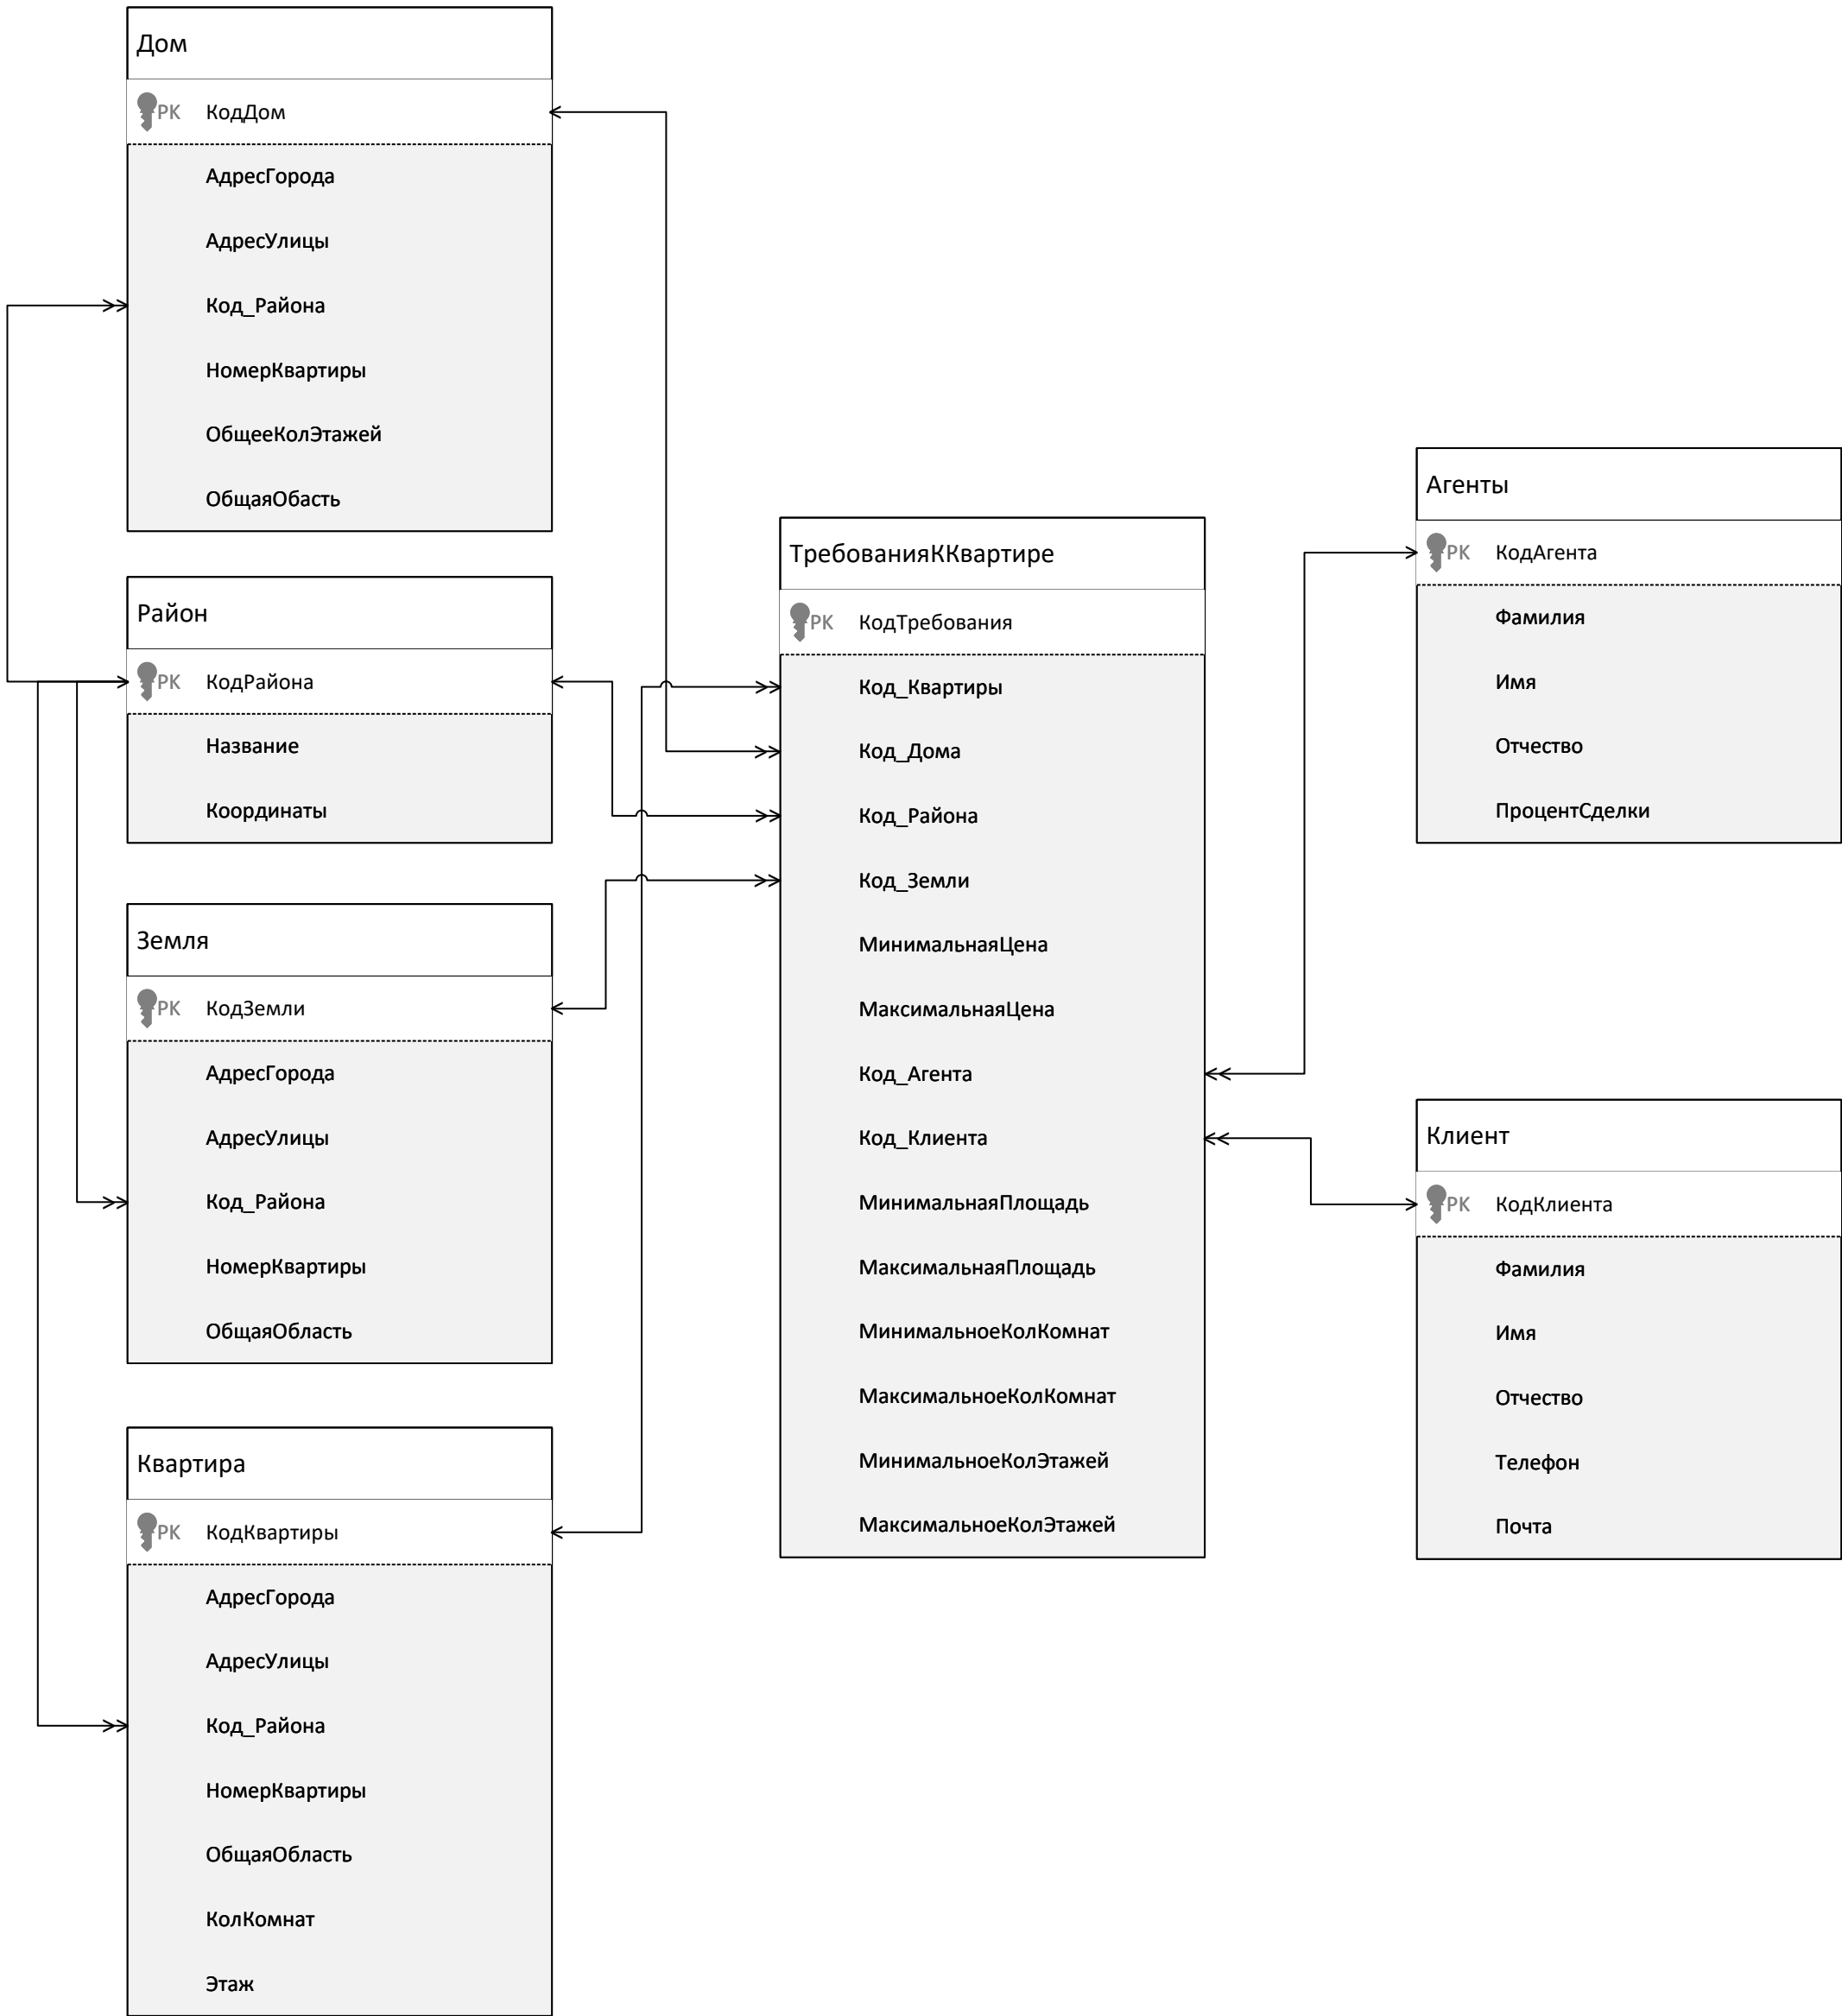 Дом
PK КодДом
АдресГорода
АдресУлицы
Код_Района
НомерКвартиры
ОбщееКолЭтажей
ОбщаяОбасть
Район
PK КодРайона
Название
Координаты
Земля
PK КодЗемли
АдресГорода
АдресУлицы
Код_Района
НомерКвартиры
ОбщаяОбласть
Квартира
PK КодКвартиры
АдресГорода
АдресУлицы
Код_Района
НомерКвартиры
ОбщаяОбласть
КолКомнат
Этаж
ТребованияККвартире
PK КодТребования
Код_Квартиры
Код_Дома
Код_Района
Код_Земли
МинимальнаяЦена
МаксимальнаяЦена
Код_Агента
Код_Клиента
МинимальнаяПлощадь
МаксимальнаяПлощадь
МинимальноеКолКомнат
МаксимальноеКолКомнат
МинимальноеКолЭтажей
МаксимальноеКолЭтажей
Агенты
PK КодАгента
Фамилия
Имя
Отчество
ПроцентСделки
Клиент
PK КодКлиента
Фамилия
Имя
Отчество
Телефон
Почта